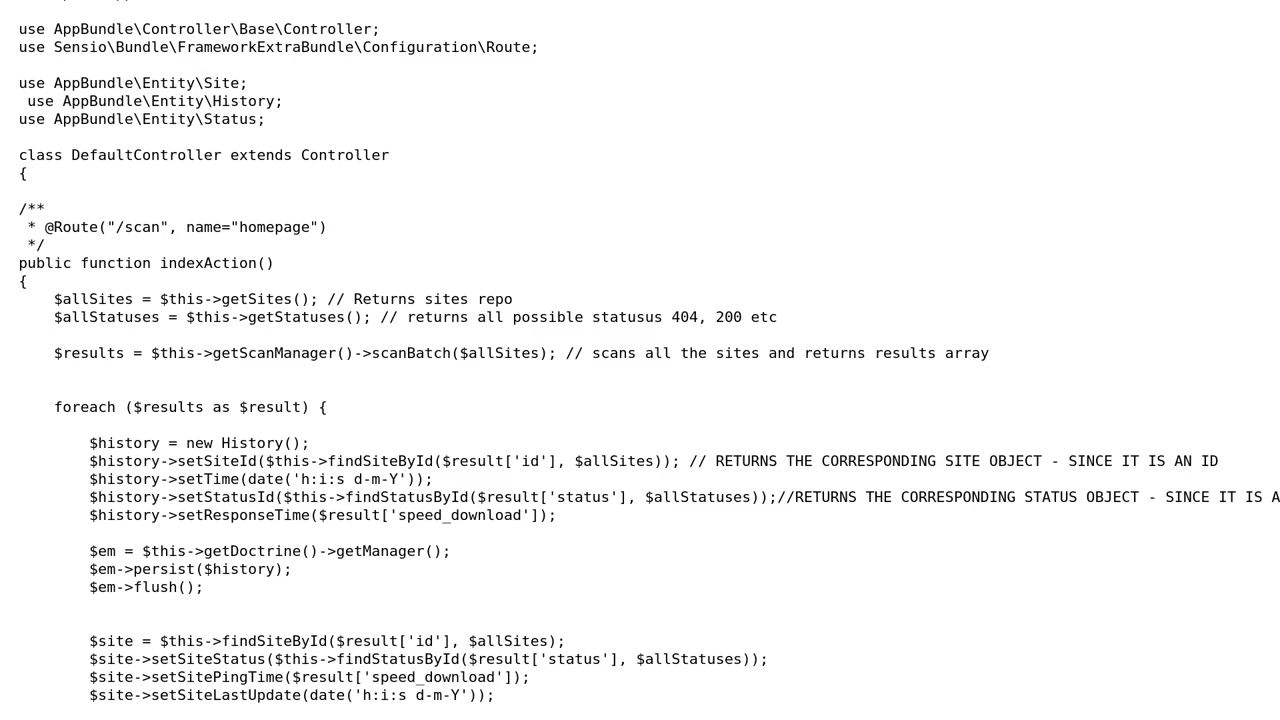 use AppBundle\Controller\Base\Controller;
use Sensio\Bundle\FrameworkExtraBundle\Configuration\Route;

use AppBundle\Entity\Site;
 use AppBundle\Entity\History;
use AppBundle\Entity\Status;

class DefaultController extends Controller
{

/**
 * @Route("/scan", name="homepage")
 */
public function indexAction()
{
    $allSites = $this->getSites(); // Returns sites repo
    $allStatuses = $this->getStatuses(); // returns all possible statusus 404, 200 etc

    $results = $this->getScanManager()->scanBatch($allSites); // scans all the sites and returns results array


    foreach ($results as $result) {

        $history = new History();
        $history->setSiteId($this->findSiteById($result['id'], $allSites)); // RETURNS THE CORRESPONDING SITE OBJECT - SINCE IT IS AN ID
        $history->setTime(date('h:i:s d-m-Y'));
        $history->setStatusId($this->findStatusById($result['status'], $allStatuses));//RETURNS THE CORRESPONDING STATUS OBJECT - SINCE IT IS A
        $history->setResponseTime($result['speed_download']);

        $em = $this->getDoctrine()->getManager();
        $em->persist($history);
        $em->flush();


        $site = $this->findSiteById($result['id'], $allSites);
        $site->setSiteStatus($this->findStatusById($result['status'], $allStatuses));
        $site->setSitePingTime($result['speed_download']);
        $site->setSiteLastUpdate(date('h:i:s d-m-Y'));